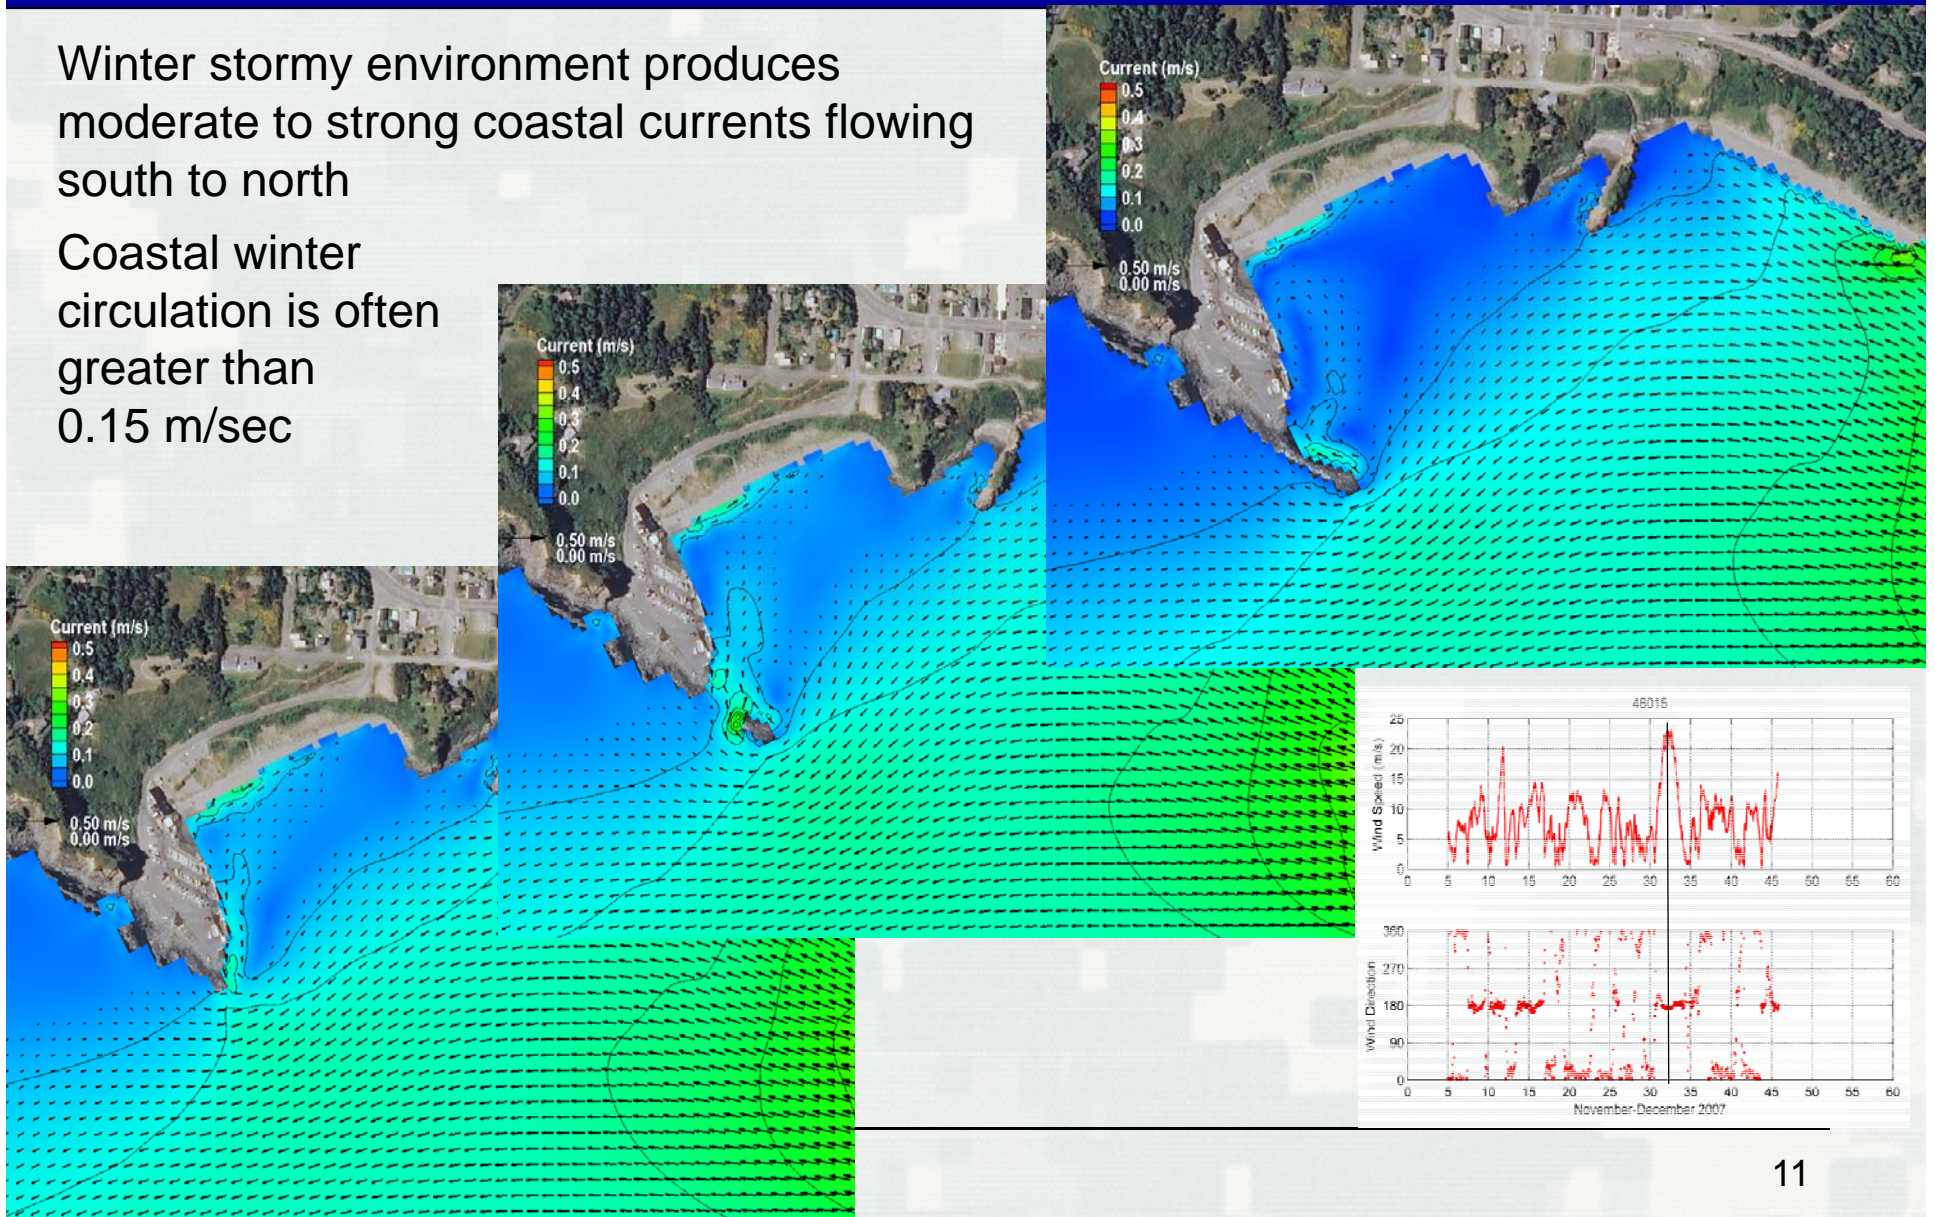 Winter stormy environment produces
moderate to strong coastal currents flowing
south to north
Coastal winter
circulation is often
greater than
0.15 m/sec
Current (m/s)
0.5
0.4
0.3
0.2
0.1
0.0
0.50 m/s
0.00 m/s
Current (m/s)
0.5
0.4
0.3
0.2
0.1
0.0
0.50 m/s
0.00 m/s
Current (m/s)
0.5
0.4
0.3
0.2
0.1
0.0
0.50 m/s
0.00 m/s
46015
Wind Speed (m/s)
25
20
15
10
5
0
0 5 10 15 20 25 30 35 40 45 50 55 60
Wind Direction
360
270
180
90
0
0 5 10 15 20 25 30 35 40 45 50 55 60
November-December 2007
11